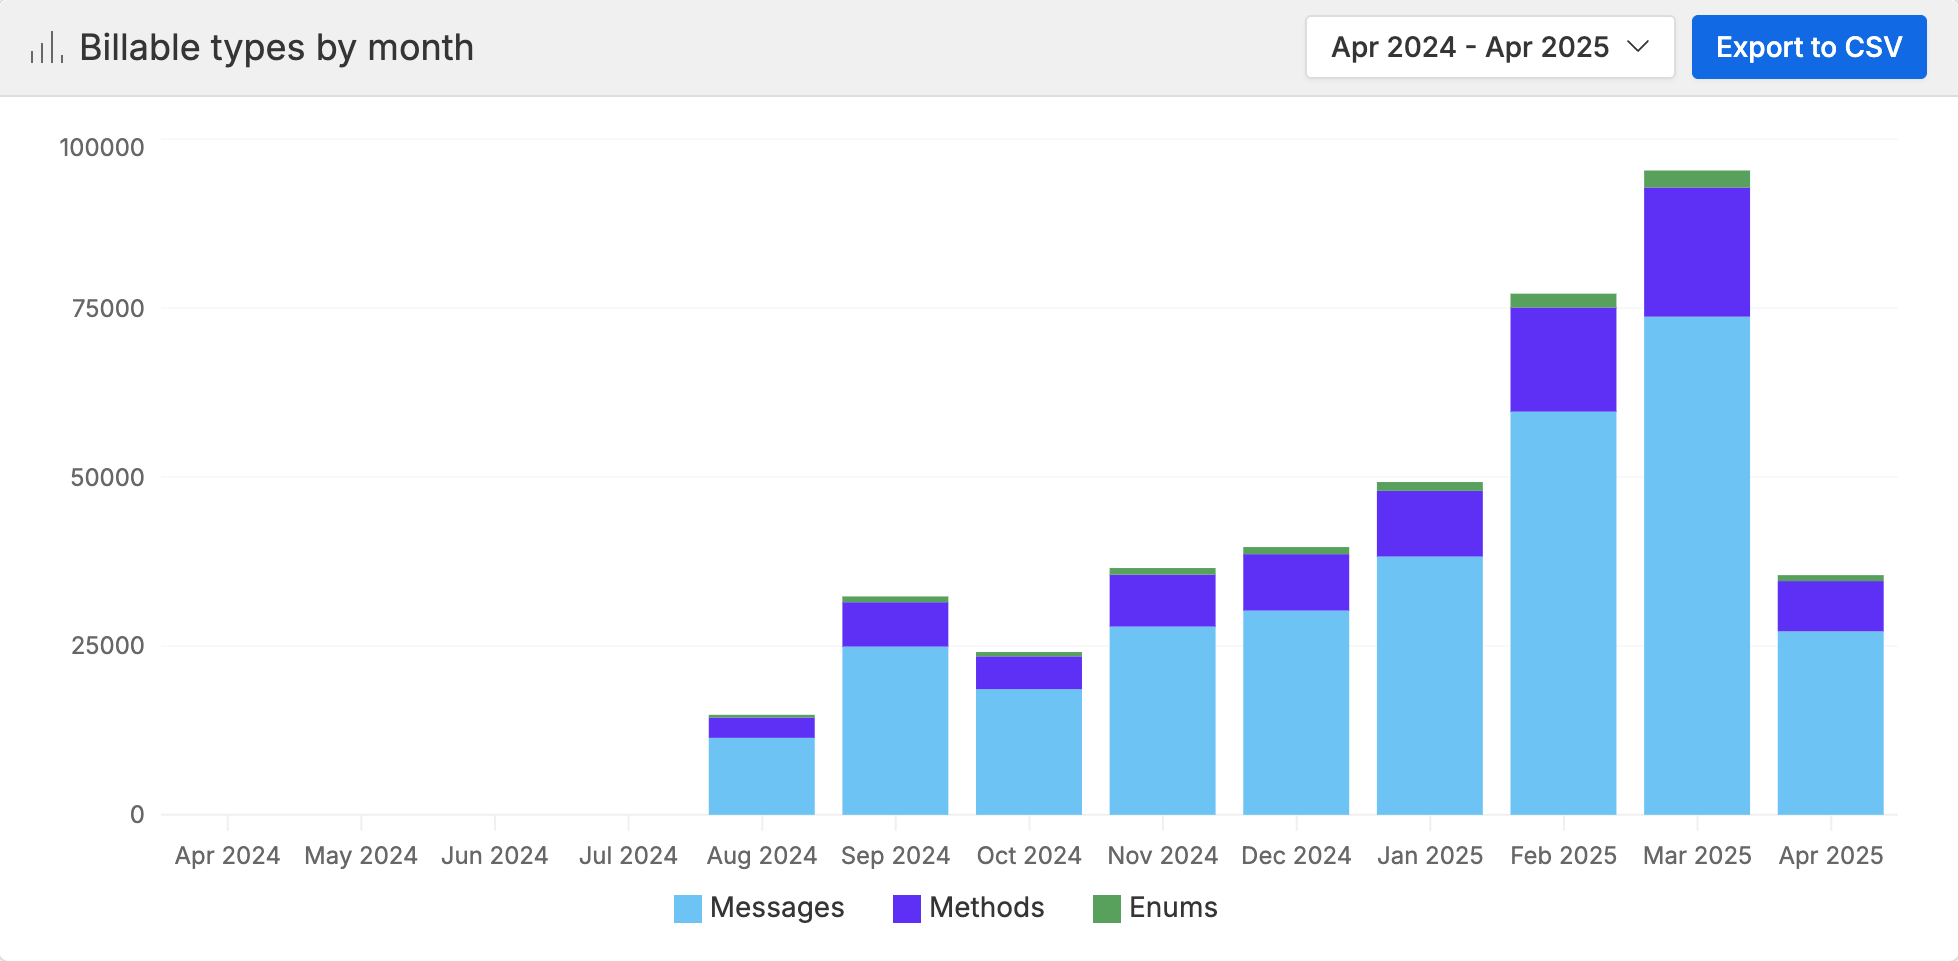 Billable types by month
Apr 2024 - Apr 2025
Export to CSV
100000
75000
50000
25000
0
Apr 2024 May 2024 Jun 2024 Jul 2024 Aug 2024 Sep 2024 Oct 2024 Nov 2024 Dec 2024 Jan 2025 Feb 2025 Mar 2025 Apr 2025
Messages Methods Enums